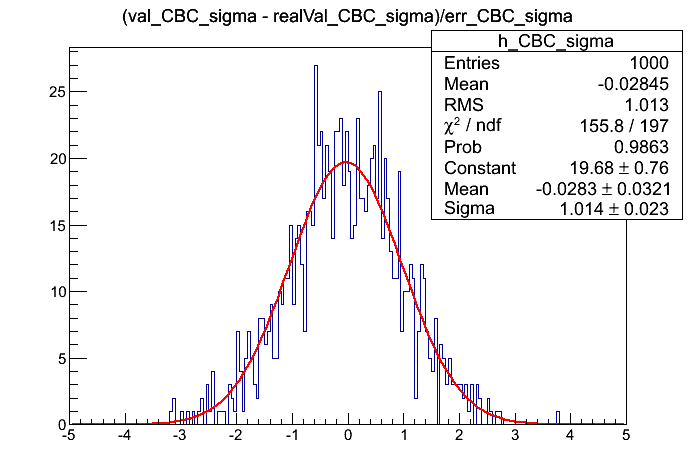 (val_CBC_sigma - realVal_CBC_sigma)/err_CBC_sigma
h_CBC_sigma
Entries 1000
Mean -0.02845
RMS 1.013
χ² / ndf 155.8 / 197
Prob 0.9863
Constant 19.68 ± 0.76
Mean -0.0283 ± 0.0321
Sigma 1.014 ± 0.023
25
20
15
10
5
0
-5 -4 -3 -2 -1 0 1 2 3 4 5